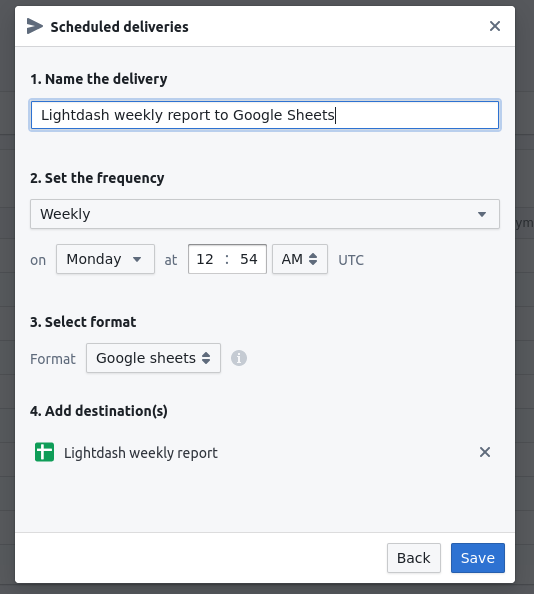 Scheduled deliveries
1. Name the delivery
Lightdash weekly report to Google Sheets
2. Set the frequency
Weekly
on Monday at 12 : 54 AM UTC
3. Select format
Format Google sheets
4. Add destination(s)
Lightdash weekly report
Back Save